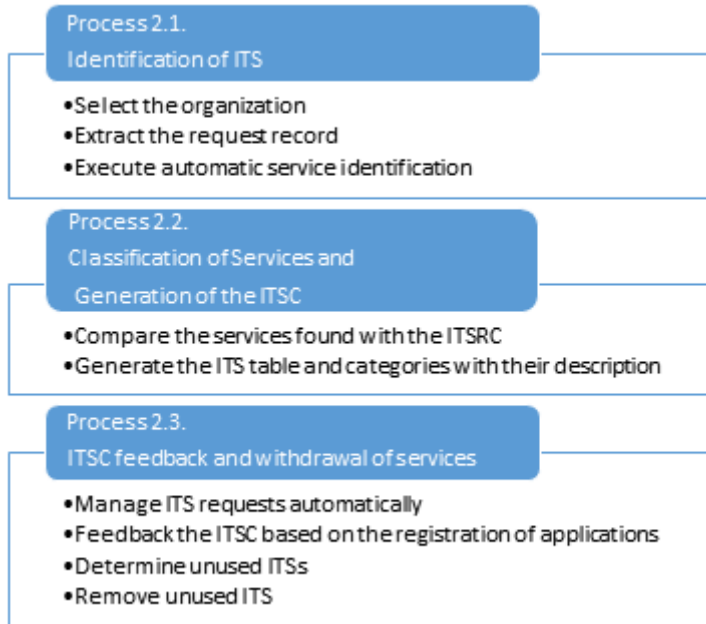 Process 2.1.
Identification of ITS
•Select the organization
•Extract the request record
•Execute automatic service identification
Process 2.2.
Classification of Services and
Generation of the ITSC
•Compare the services found with the ITSRC
•Generate the ITS table and categories with their description
Process 2.3.
ITSC feedback and withdrawal of services
•Manage ITS requests automatically
•Feedback the ITSC based on the registration of applications
•Determine unused ITSs
•Remove unused ITS